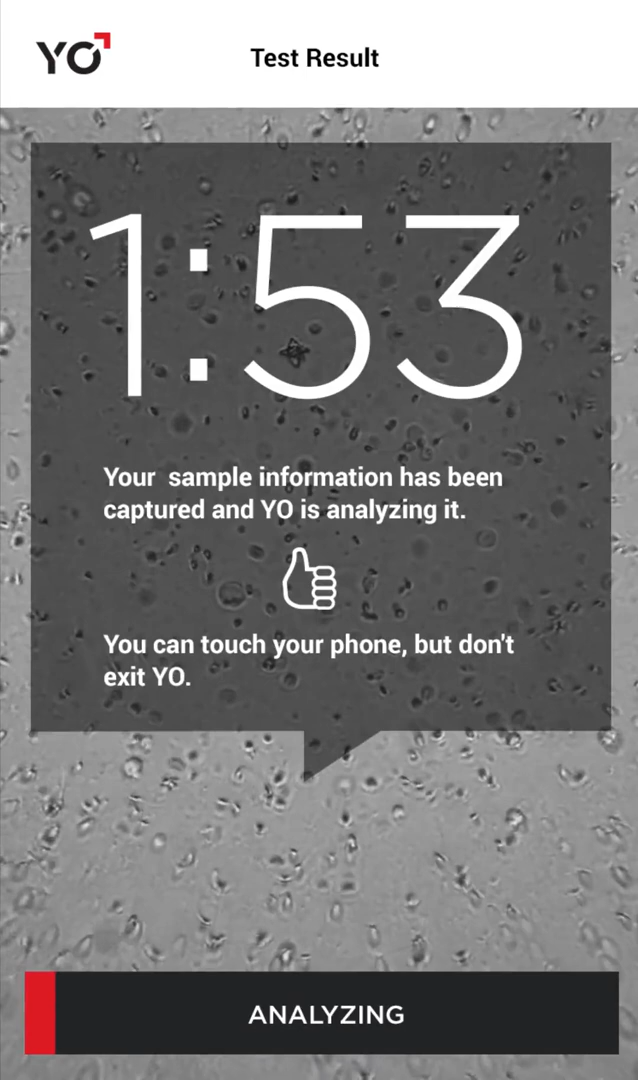 YO
Test Result
1:53
Your  sample information has been
captured and YO is analyzing it.
You can touch your phone, but don't
exit YO.
ANALYZING